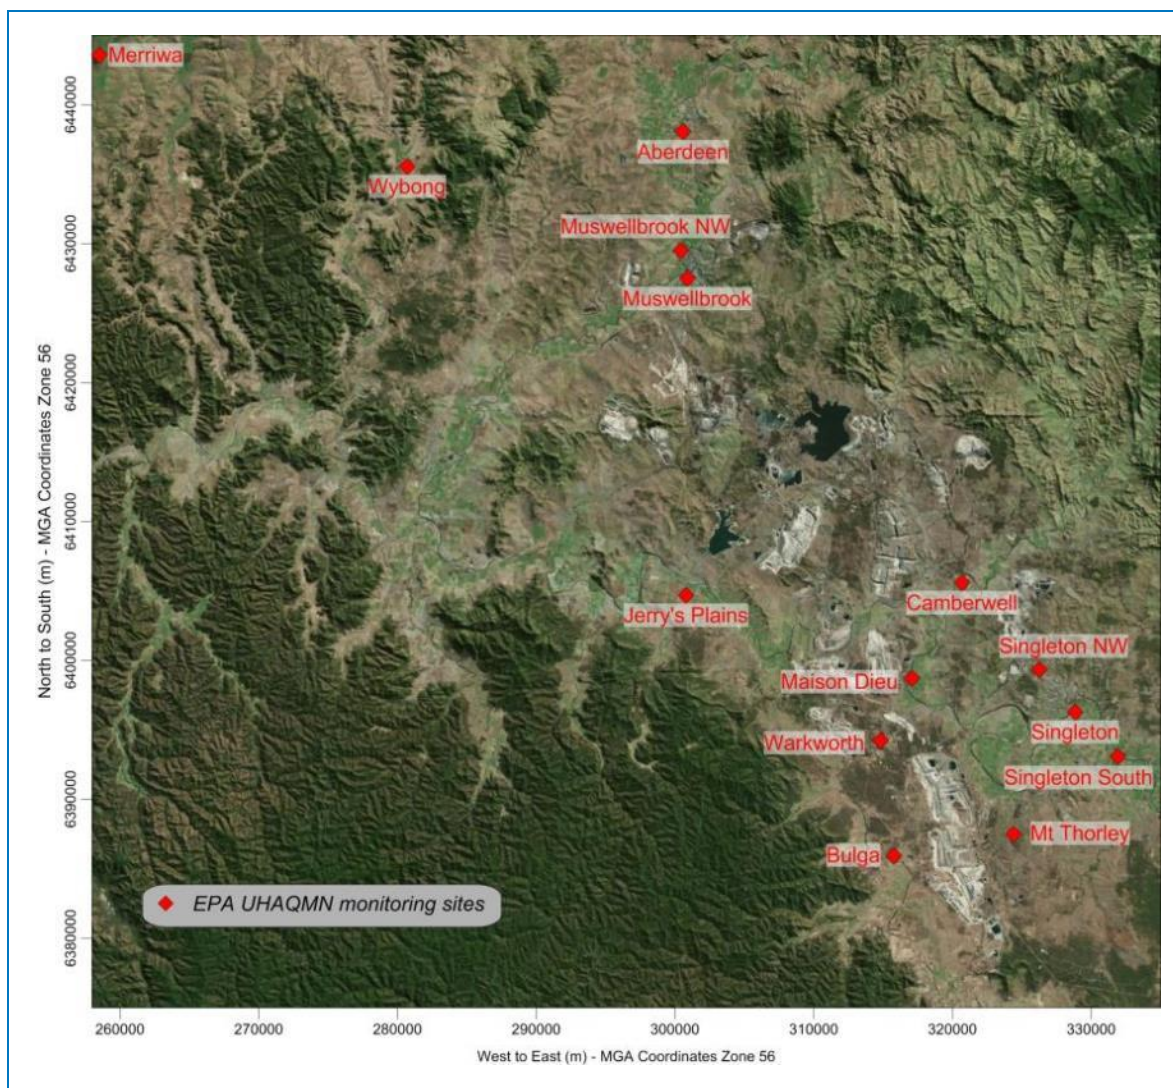 Merriwa
Aberdeen
Wybong
Muswellbrook NW
Muswellbrook
Camberwell
Jerry's Plains
Singleton NW
Maison Dieu
Singleton
Warkworth
Singleton South
Mt Thorley
Bulga
EPA UHAQMN monitoring sites
North to South (m) - MGA Coordinates Zone 56
6440000
6430000
6420000
6410000
6400000
6390000
6380000
260000 270000 280000 290000 300000 310000 320000 330000
West to East (m) - MGA Coordinates Zone 56